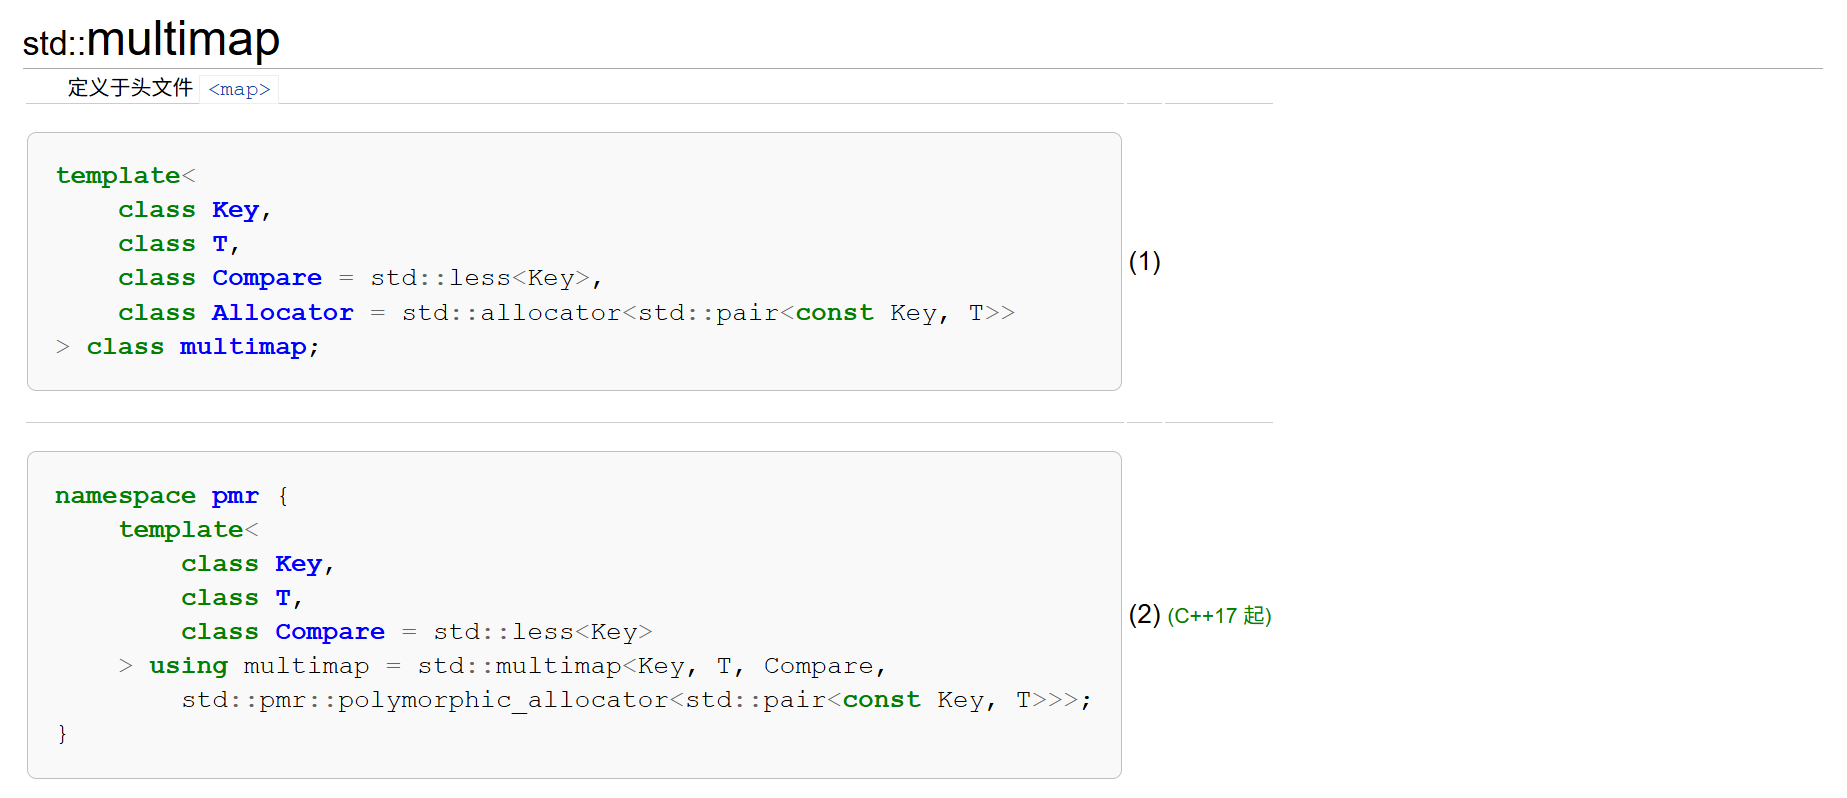 std::multimap
定义于头文件 <map>
template<
    class Key,
    class T,
    class Compare = std::less<Key>,
    class Allocator = std::allocator<std::pair<const Key, T>>
> class multimap;
(1)
namespace pmr {
    template<
        class Key,
        class T,
        class Compare = std::less<Key>
    > using multimap = std::multimap<Key, T, Compare,
        std::pmr::polymorphic_allocator<std::pair<const Key, T>>>;
}
(2) (C++17 起)